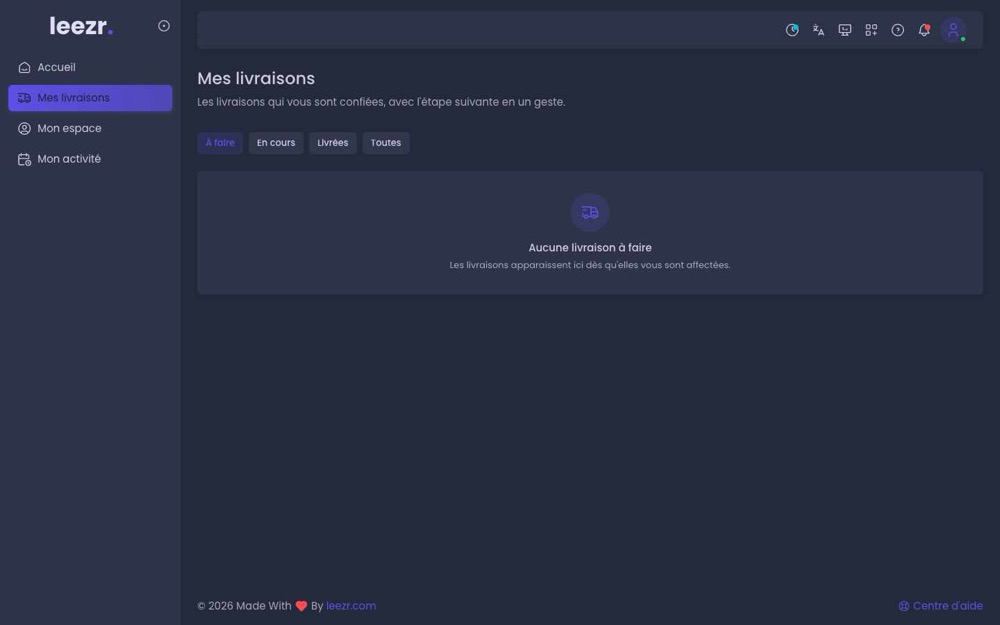 leezr.
Accueil
Mes livraisons
Mon espace
Mon activité
Mes livraisons
Les livraisons qui vous sont confiées, avec l'étape suivante en un geste.
À faire
En cours
Livrées
Toutes
Aucune livraison à faire
Les livraisons apparaissent ici dès qu'elles vous sont affectées.
© 2026 Made With ❤ By leezr.com
Centre d'aide